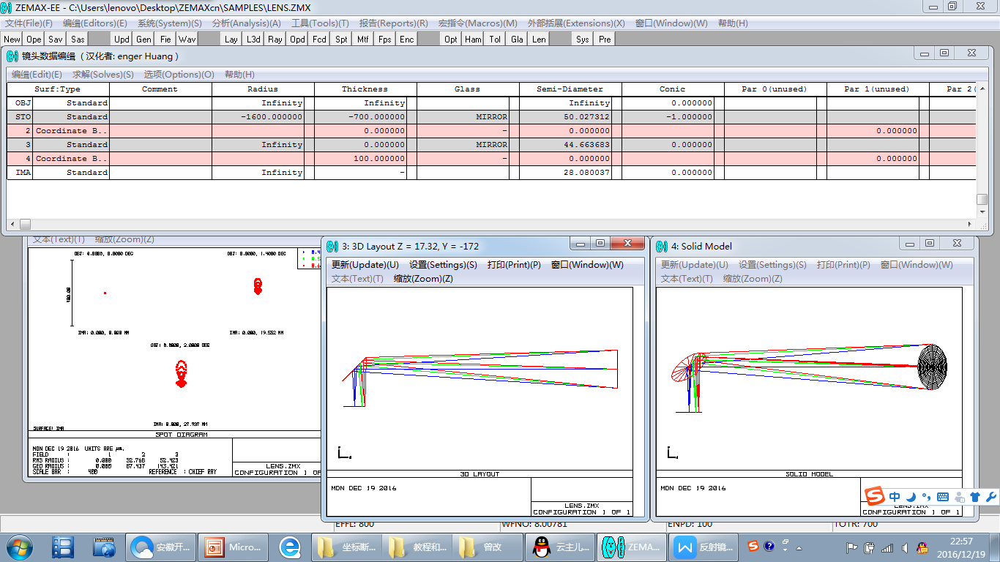 ZEMAX-EE - C:\Users\lenovo\Desktop\ZEMAXcn\SAMPLES\LENS.ZMX
文件(File)(F) 编缉(Editors)(E) 系统(System)(S) 分析(Analysis)(A) 工具(Tools)(T) 报告(Reports)(R) 宏指令(Macros)(M) 外部括展(Extensions)(X) 窗口(Window)(W) 帮助(H)
New Ope Sav Sas Upd Gen Fie Wav Lay L3d Ray Opd Fcd Spt Mtf Fps Enc Opt Ham Tol Gla Len Sys Pre
镜头数据编缉 ( 汉化者: enger Huang )
编缉(Edit)(E) 求解(Solves)(S) 选项(Options)(O) 帮助(H)
Surf:Type Comment Radius Thickness Glass Semi-Diameter Conic Par 0(unused) Par 1(unused) Par 2(
OBJ Standard Infinity Infinity Infinity 0.000000
STO Standard -1600.000000 -700.000000 MIRROR 50.027312 -1.000000
2 Coordinate B.. 0.000000 - 0.000000 0.000000
3 Standard Infinity 0.000000 MIRROR 44.663683 0.000000
4 Coordinate B.. 100.000000 - 0.000000 0.000000
IMA Standard Infinity - 28.080037 0.000000
文本(Text)(T) 缩放(Zoom)(Z)
OBJ: 0.0000, 0.0000 DEG OBJ: 0.0000, 1.4000 DEG
IMA: 0.000, 0.000 MM IMA: 0.000, 19.552 MM
OBJ: 0.0000, 2.0000 DEG
IMA: 0.000, 27.937 MM
SURFACE: IMA
SPOT DIAGRAM
MON DEC 19 2016 UNITS ARE µm.
FIELD : 1 2 3
RMS RADIUS : 0.000 32.768 52.423
GEO RADIUS : 0.000 87.437 143.421
SCALE BAR : 400 REFERENCE : CHIEF RAY
LENS.ZMX
CONFIGURATION 1 OF
3: 3D Layout Z = 17.32, Y = -172
更新(Update)(U) 设置(Settings)(S) 打印(Print)(P) 窗口(Window)(W)
文本(Text)(T) 缩放(Zoom)(Z)
3D LAYOUT
MON DEC 19 2016
LENS.ZMX
CONFIGURATION 1 OF 1
4: Solid Model
更新(Update)(U) 设置(Settings)(S) 打印(Print)(P) 窗口(Window)(W)
文本(Text)(T) 缩放(Zoom)(Z)
SOLID MODEL
MON DEC 19 2016
LENS.ZMX
CONFIGURATION 1 OF 1
中
EFFL: 800 WFNO: 8.00781 ENPD: 100 TOTR: 700
安徽开... Micro... 坐标断... 教程和... 曾改 云主儿... ZEMA... 反射镜...
22:57
2016/12/19